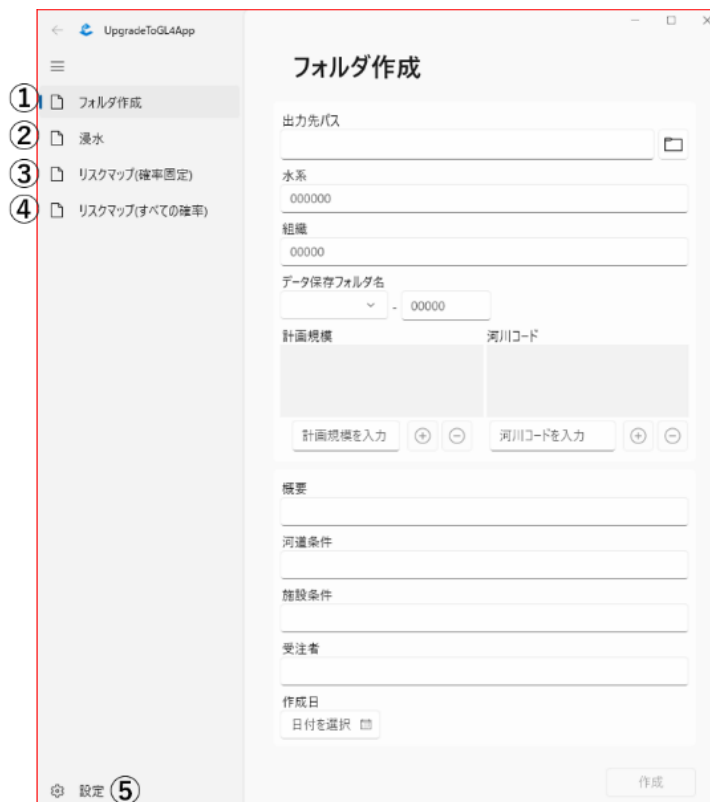 UpgradeToGL4App
① フォルダ作成
② 浸水
③ リスクマップ(確率固定)
④ リスクマップ(すべての確率)
設定 ⑤
フォルダ作成
出力先パス
水系
000000
組織
00000
データ保存フォルダ名
- 00000
計画規模 河川コード
計画規模を入力 河川コードを入力
概要
河道条件
施設条件
受注者
作成日
日付を選択
作成